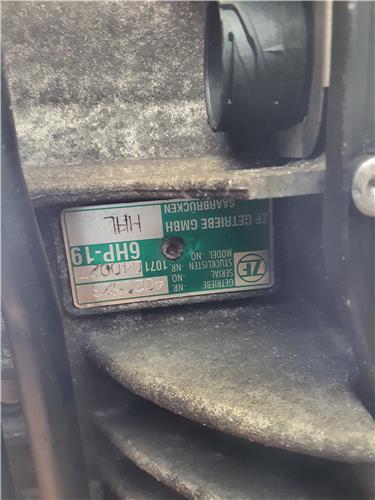 ZF GETRIEBE GMBH
SAARBRÜCKEN
HAL
6HP-19
STÜCKLISTEN -NR. 1071
MODEL -NO.
GETRIEBE -NR.
SERIAL -NO.
ZF